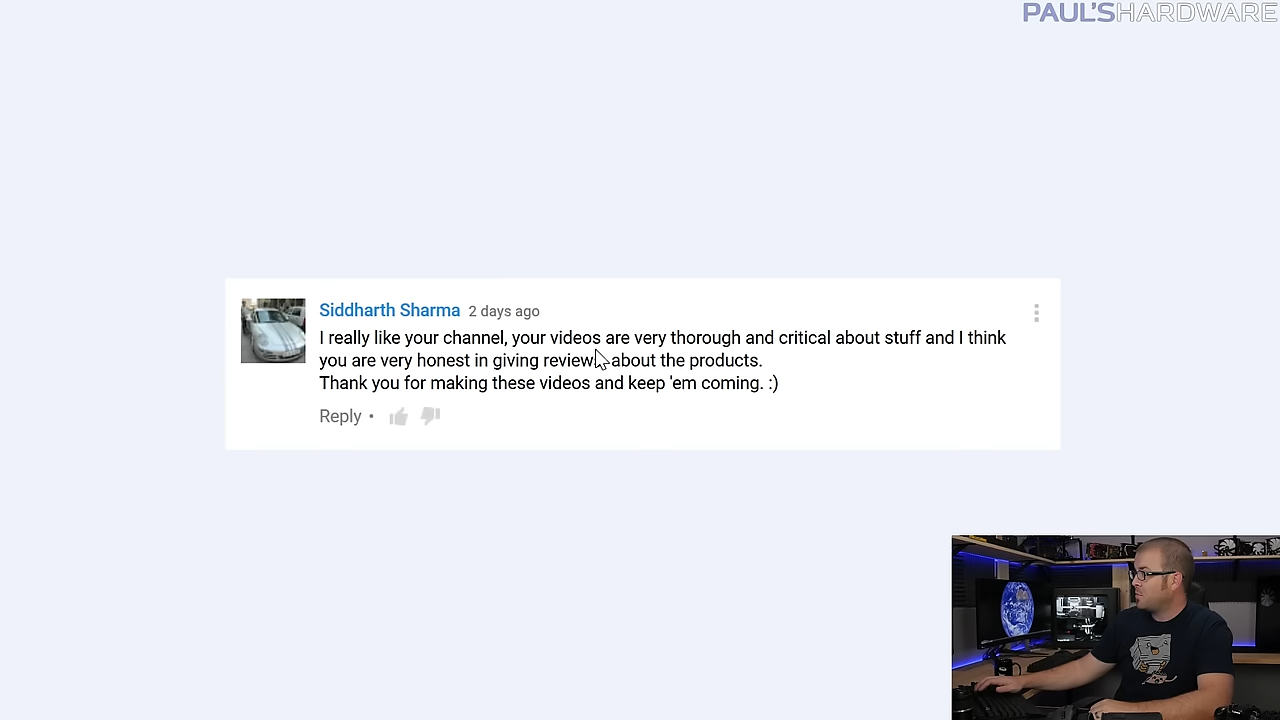 PAUL'SHARDWARE
Siddharth Sharma 2 days ago
I really like your channel, your videos are very thorough and critical about stuff and I think
you are very honest in giving reviews about the products.
Thank you for making these videos and keep 'em coming. :)
Reply •